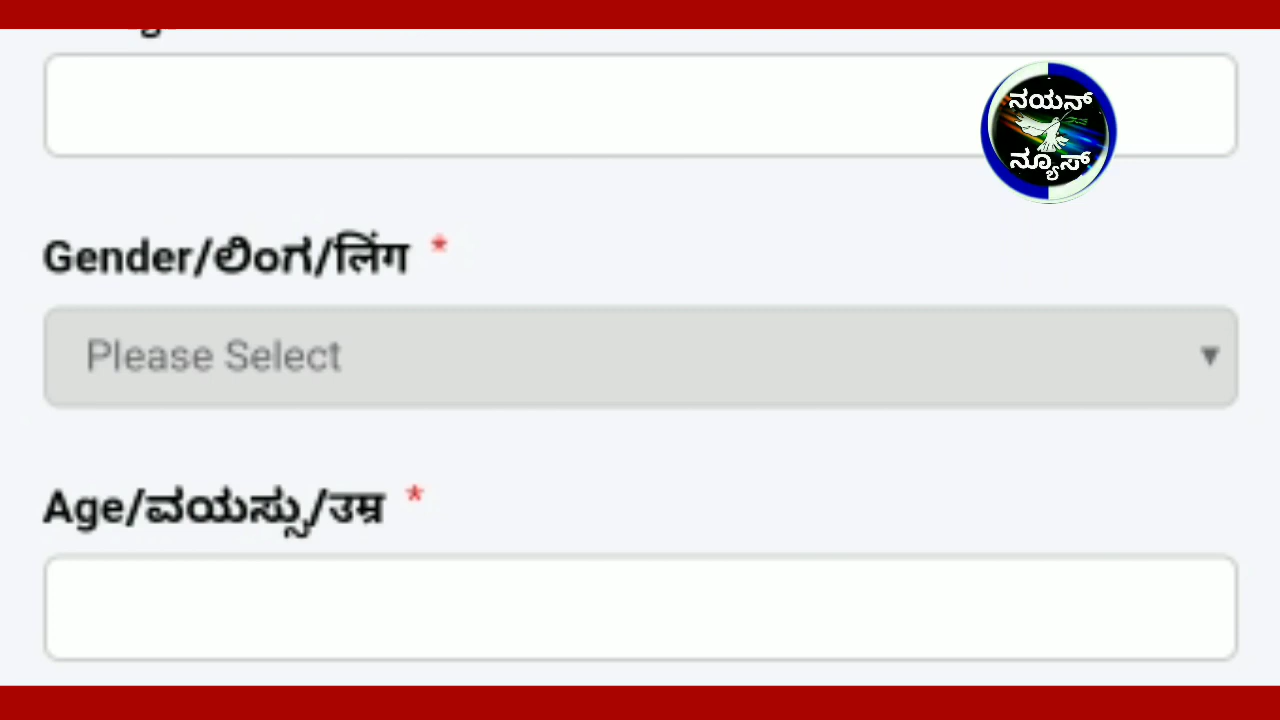 ನಯನ್
ನ್ಯೂಸ್
Gender/ಲಿಂಗ/लिंग *
Please Select ▼
Age/ವಯಸ್ಸು/उम्र *